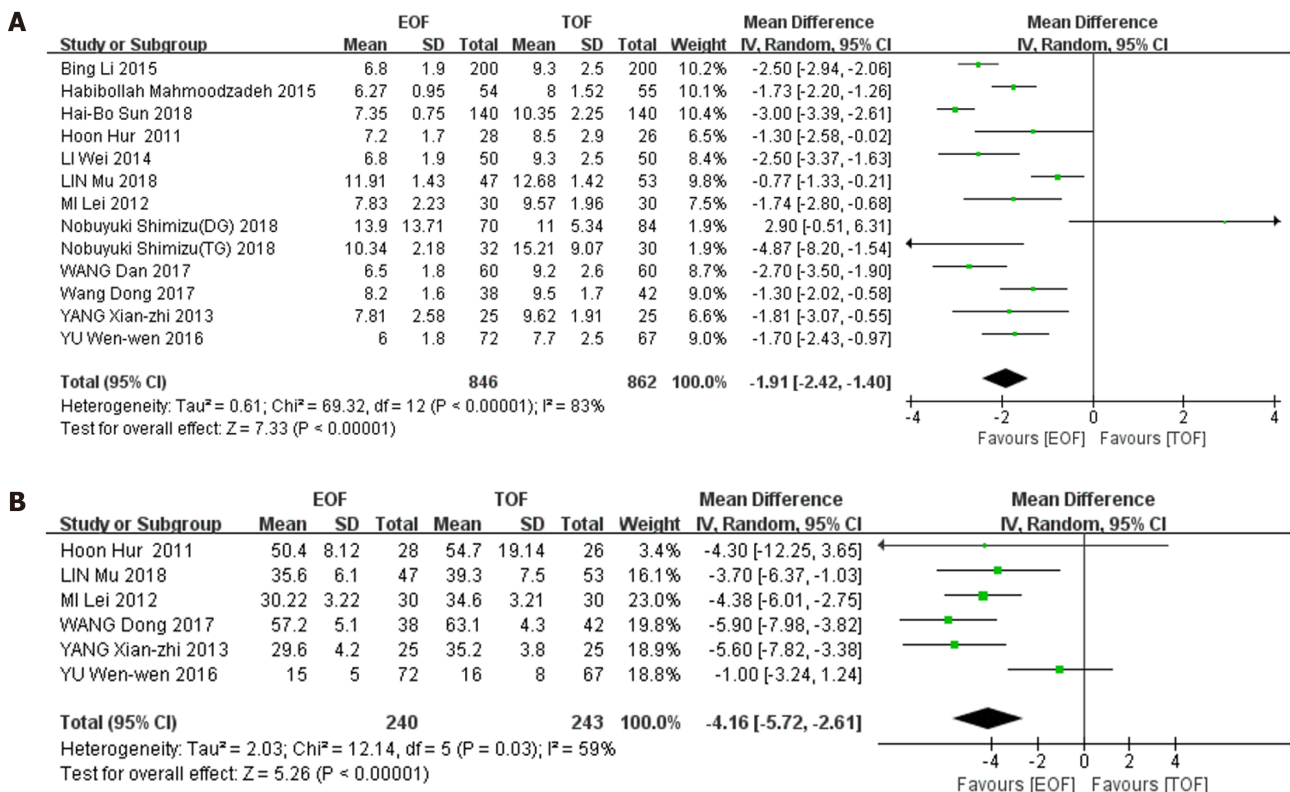 A
EOF TOF Mean Difference Mean Difference
Study or Subgroup Mean SD Total Mean SD Total Weight IV, Random, 95% CI IV, Random, 95% CI
Bing Li 2015 6.8 1.9 200 9.3 2.5 200 10.2% -2.50 [-2.94, -2.06]
Habibollah Mahmoodzadeh 2015 6.27 0.95 54 8 1.52 55 10.1% -1.73 [-2.20, -1.26]
Hai-Bo Sun 2018 7.35 0.75 140 10.35 2.25 140 10.4% -3.00 [-3.39, -2.61]
Hoon Hur 2011 7.2 1.7 28 8.5 2.9 26 6.5% -1.30 [-2.58, -0.02]
LI Wei 2014 6.8 1.9 50 9.3 2.5 50 8.4% -2.50 [-3.37, -1.63]
LIN Mu 2018 11.91 1.43 47 12.68 1.42 53 9.8% -0.77 [-1.33, -0.21]
MI Lei 2012 7.83 2.23 30 9.57 1.96 30 7.5% -1.74 [-2.80, -0.68]
Nobuyuki Shimizu(DG) 2018 13.9 13.71 70 11 5.34 84 1.9% 2.90 [-0.51, 6.31]
Nobuyuki Shimizu(TG) 2018 10.34 2.18 32 15.21 9.07 30 1.9% -4.87 [-8.20, -1.54]
WANG Dan 2017 6.5 1.8 60 9.2 2.6 60 8.7% -2.70 [-3.50, -1.90]
Wang Dong 2017 8.2 1.6 38 9.5 1.7 42 9.0% -1.30 [-2.02, -0.58]
YANG Xian-zhi 2013 7.81 2.58 25 9.62 1.91 25 6.6% -1.81 [-3.07, -0.55]
YU Wen-wen 2016 6 1.8 72 7.7 2.5 67 9.0% -1.70 [-2.43, -0.97]
Total (95% CI) 846 862 100.0% -1.91 [-2.42, -1.40]
Heterogeneity: Tau² = 0.61; Chi² = 69.32, df = 12 (P < 0.00001); I² = 83%
Test for overall effect: Z = 7.33 (P < 0.00001)
-4 -2 0 2 4
Favours [EOF] Favours [TOF]
B
EOF TOF Mean Difference Mean Difference
Study or Subgroup Mean SD Total Mean SD Total Weight IV, Random, 95% CI IV, Random, 95% CI
Hoon Hur 2011 50.4 8.12 28 54.7 19.14 26 3.4% -4.30 [-12.25, 3.65]
LIN Mu 2018 35.6 6.1 47 39.3 7.5 53 16.1% -3.70 [-6.37, -1.03]
MI Lei 2012 30.22 3.22 30 34.6 3.21 30 23.0% -4.38 [-6.01, -2.75]
WANG Dong 2017 57.2 5.1 38 63.1 4.3 42 19.8% -5.90 [-7.98, -3.82]
YANG Xian-zhi 2013 29.6 4.2 25 35.2 3.8 25 18.9% -5.60 [-7.82, -3.38]
YU Wen-wen 2016 15 5 72 16 8 67 18.8% -1.00 [-3.24, 1.24]
Total (95% CI) 240 243 100.0% -4.16 [-5.72, -2.61]
Heterogeneity: Tau² = 2.03; Chi² = 12.14, df = 5 (P = 0.03); I² = 59%
Test for overall effect: Z = 5.26 (P < 0.00001)
-4 -2 0 2 4
Favours [EOF] Favours [TOF]